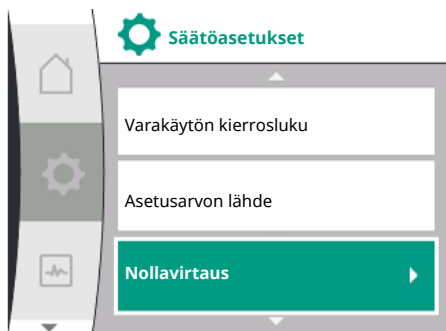 Säätöasetukset
Varakäytön kierrosluku
Asetusarvon lähde
Nollavirtaus